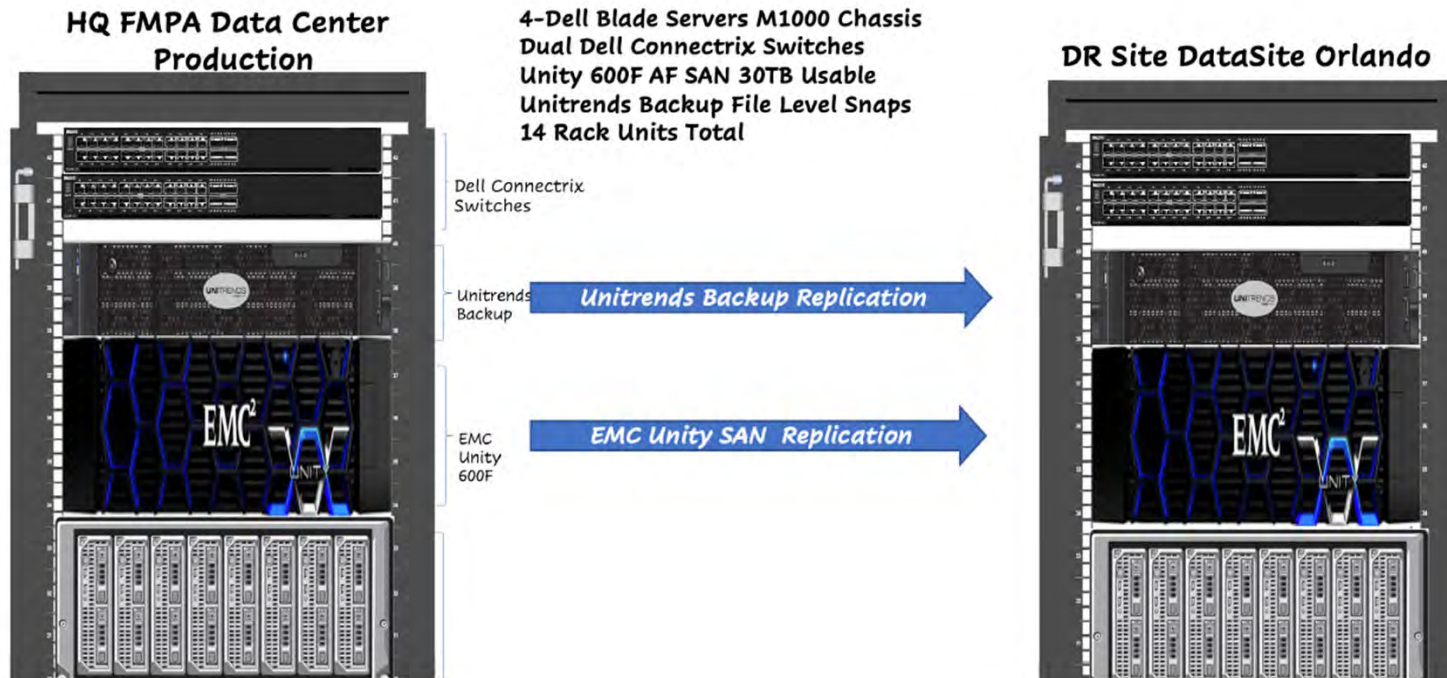 HQ FMPA Data Center
Production
4-Dell Blade Servers M1000 Chassis
Dual Dell Connectrix Switches
Unity 600F AF SAN 30TB Usable
Unitrends Backup File Level Snaps
14 Rack Units Total
DR Site DataSite Orlando
Dell Connectrix
Switches
UNITRENDS
Unitrends
Backup
Unitrends Backup Replication
UNITRENDS
EMC²
UNIT
EMC
Unity
600F
EMC Unity SAN  Replication
EMC²
UNIT